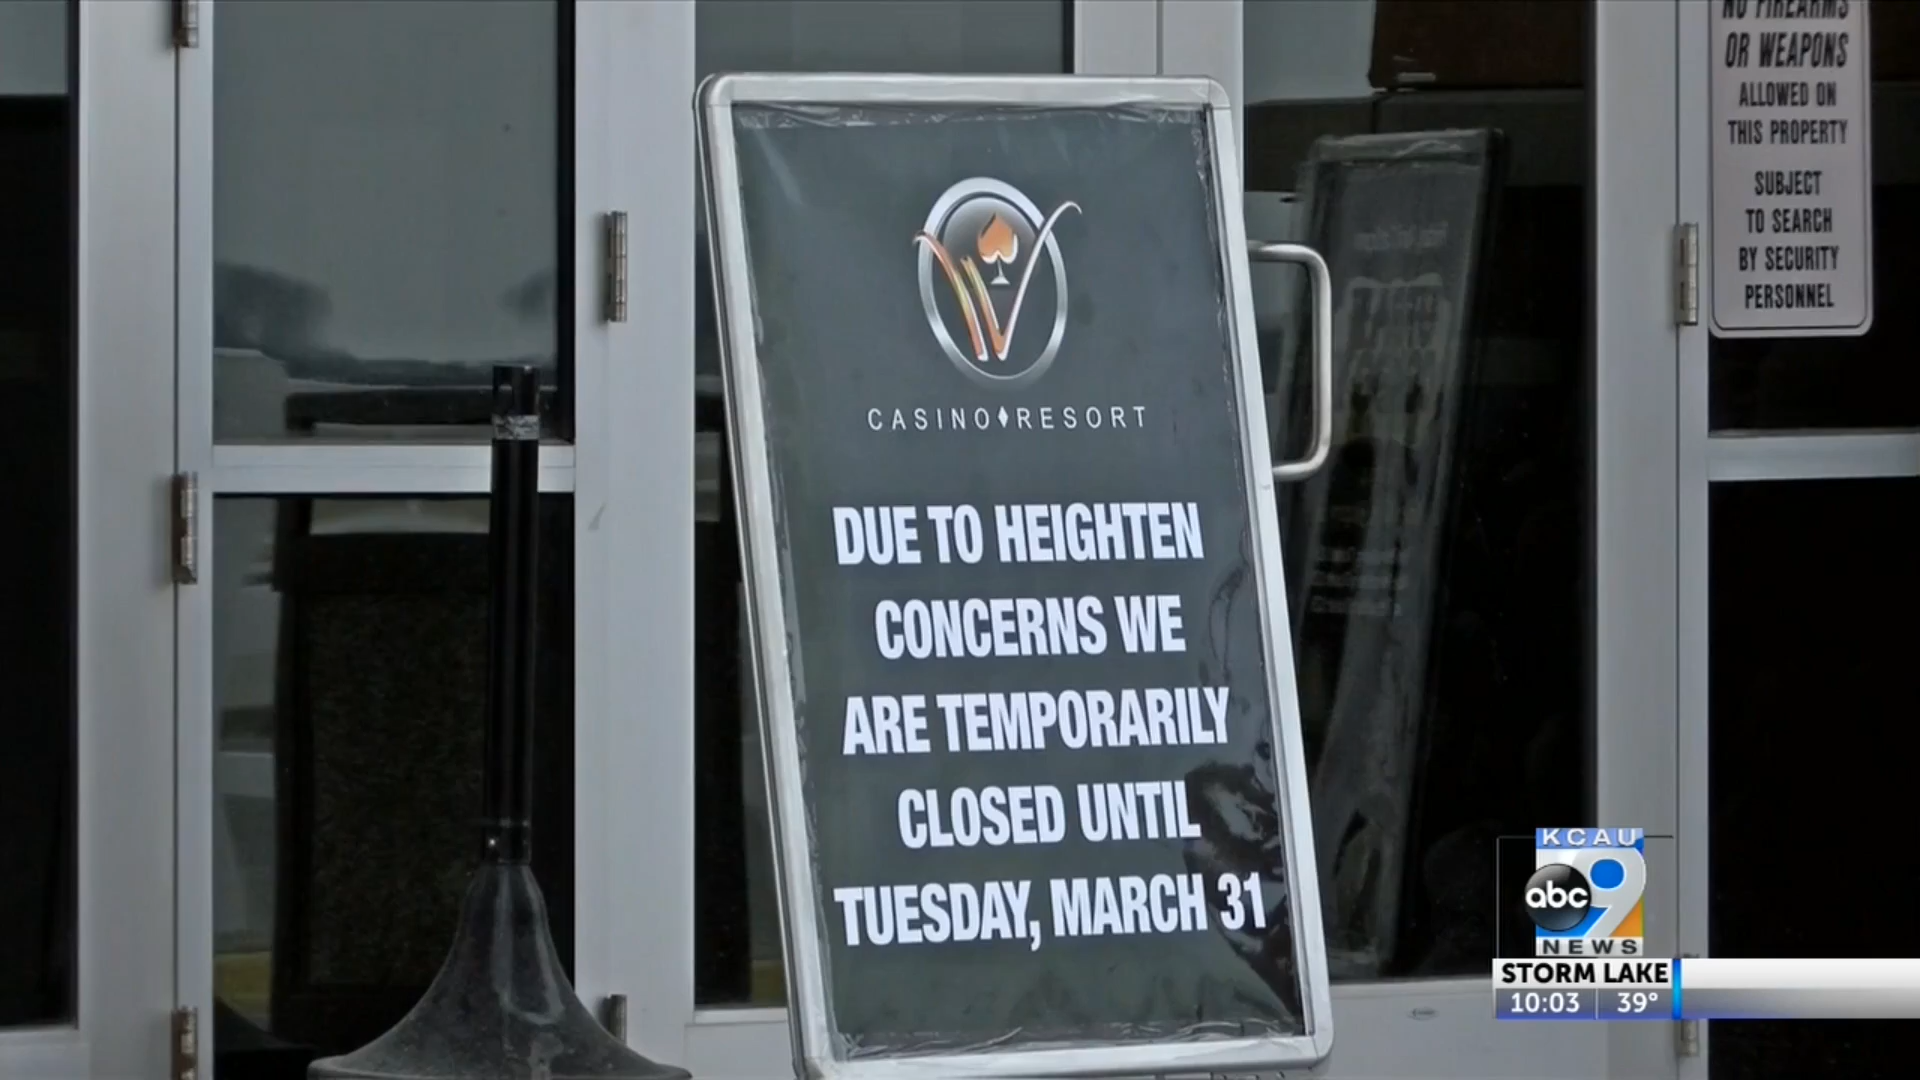 NO FIREARMS
OR WEAPONS
ALLOWED ON
THIS PROPERTY
SUBJECT
TO SEARCH
BY SECURITY
PERSONNEL
W
CASINO♦RESORT
DUE TO HEIGHTEN
CONCERNS WE
ARE TEMPORARILY
CLOSED UNTIL
TUESDAY, MARCH 31
KCAU
abc 9
NEWS
STORM LAKE
10:03 39°